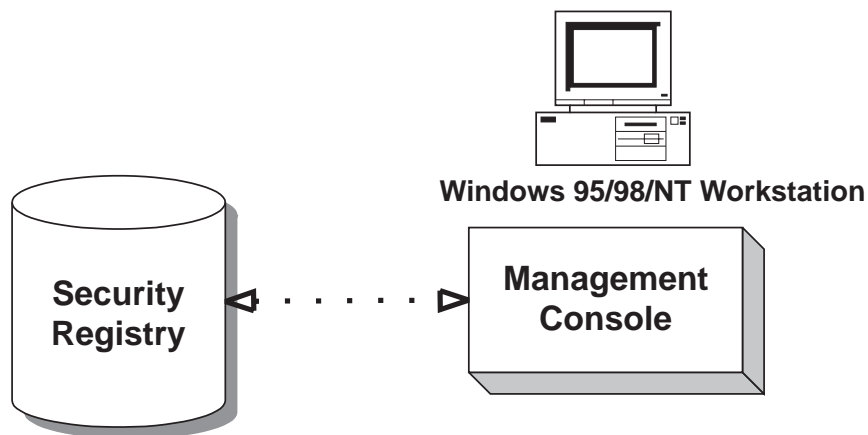 Windows 95/98/NT Workstation
Security
Registry
Management
Console